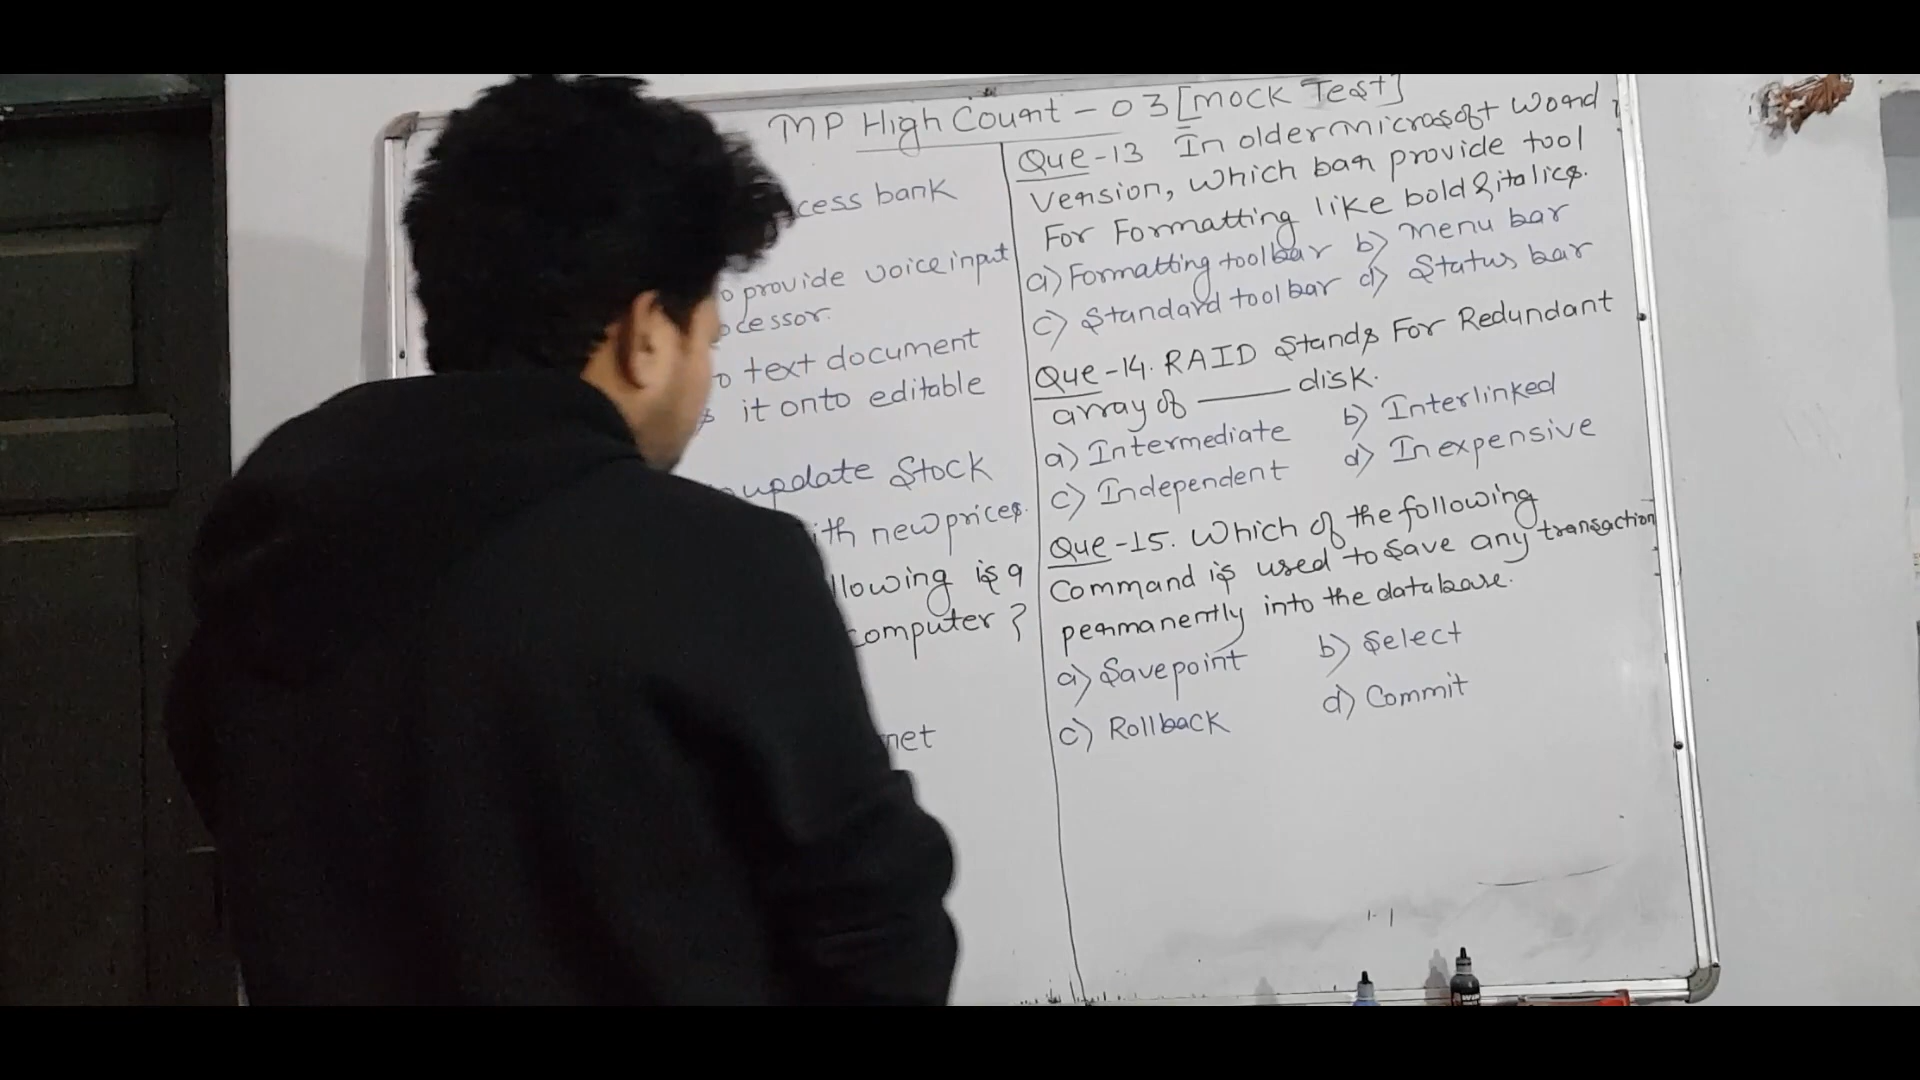 MP High Count - 03 [Mock Test]
cess bank
provide voice input
ocessor.
text document
it onto editable
update Stock
ith new prices.
llowing is a
computer ?
net
Que-13 In older Microsoft Word
Version, which bar provide tool
For Formatting like bold & italics.
a) Formatting toolbar b) Menu bar
c) Standard toolbar d) Status bar
Que-14. RAID Stands For Redundant
array of ____ disk.
a) Intermediate b) Interlinked
c) Independent d) Inexpensive
Que-15. Which of the following
Command is used to save any transaction
permanently into the database.
a) Savepoint b) Select
c) Rollback d) Commit